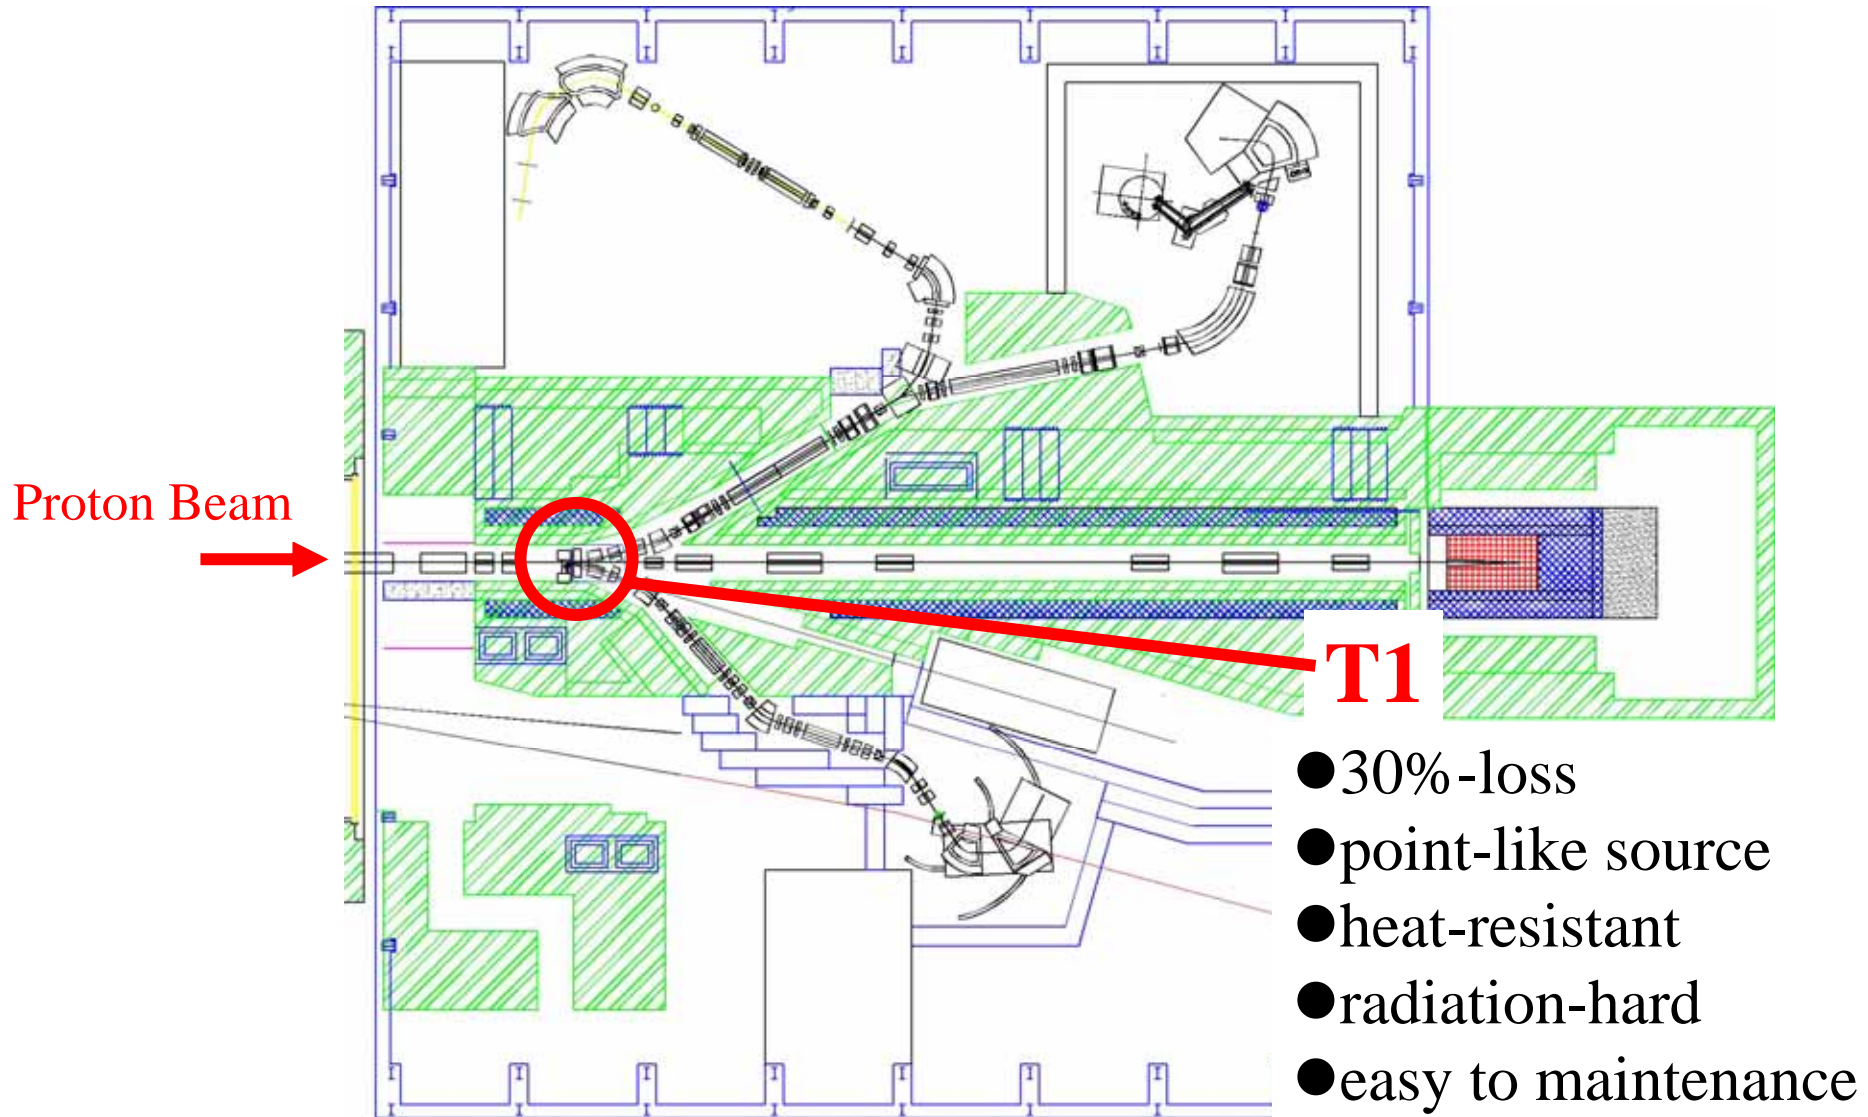 Proton Beam
T1
●30%-loss
●point-like source
●heat-resistant
●radiation-hard
●easy to maintenance